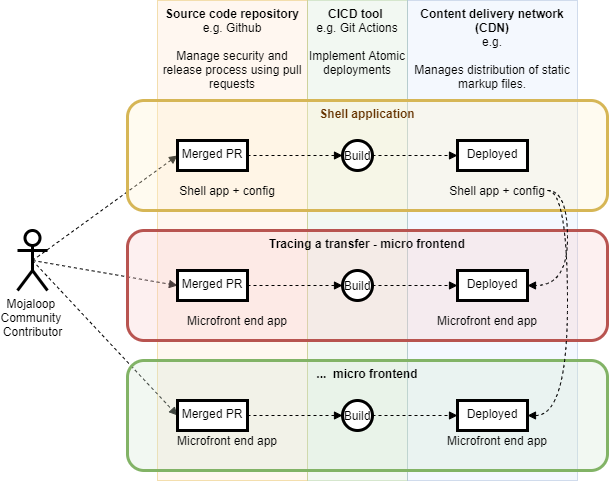 Source code repository
e.g. Github
Manage security and
release process using pull
requests
CICD tool
e.g. Git Actions
Implement Atomic
deployments
Content delivery network
(CDN)
e.g.
Manages distribution of static
markup files.
Shell application
Merged PR
Build
Deployed
Shell app + config
Shell app + config
Tracing a transfer - micro frontend
Merged PR
Build
Deployed
Microfront end app
Microfront end app
Mojaloop
Community
Contributor
... micro frontend
Merged PR
Build
Deployed
Microfront end app
Microfront end app